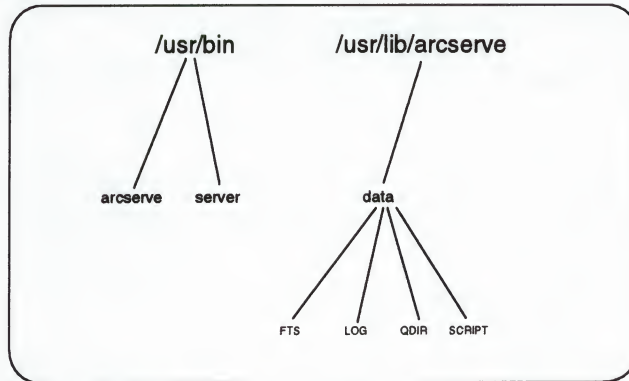 /usr/bin /usr/lib/arcserve
arcserve server data
FTS LOG QDIR SCRIPT